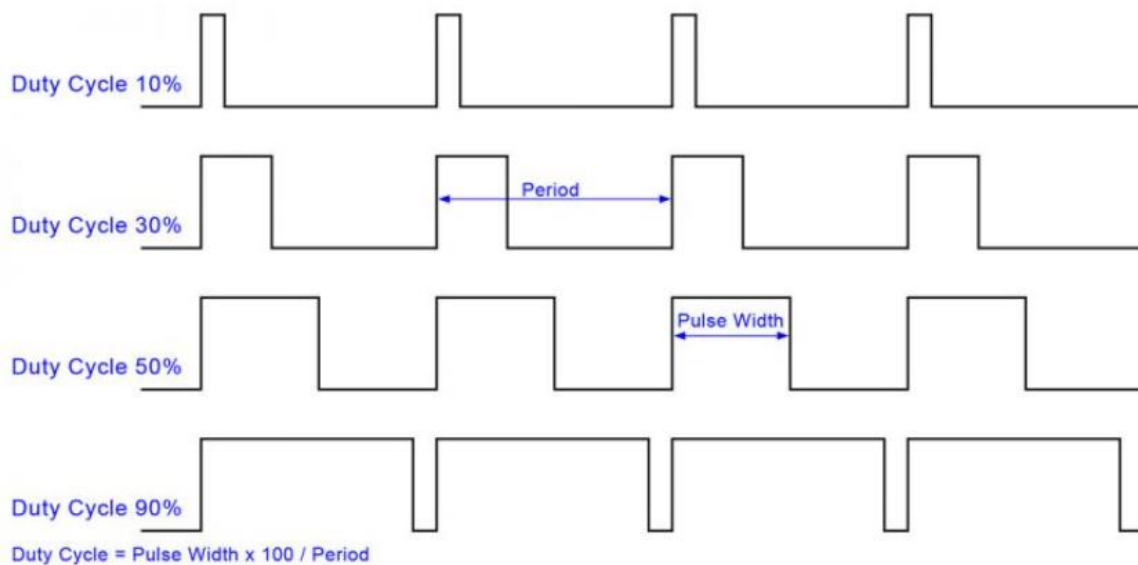 Duty Cycle 10%
Period
Duty Cycle 30%
Pulse Width
Duty Cycle 50%
Duty Cycle 90%
Duty Cycle = Pulse Width x 100 / Period